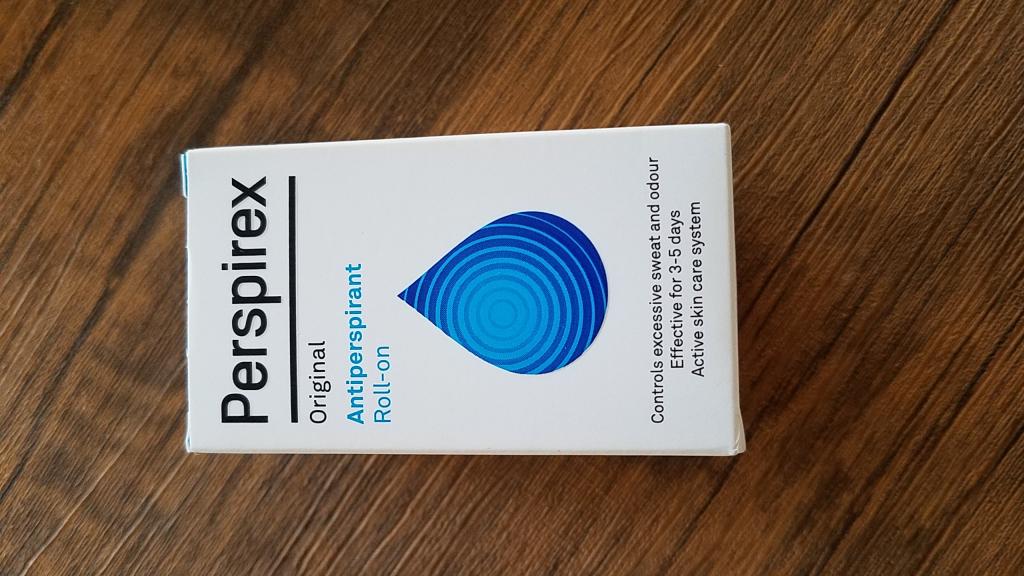 Perspirex
Original
Antiperspirant
Roll-on
Controls excessive sweat and odour
Effective for 3-5 days
Active skin care system